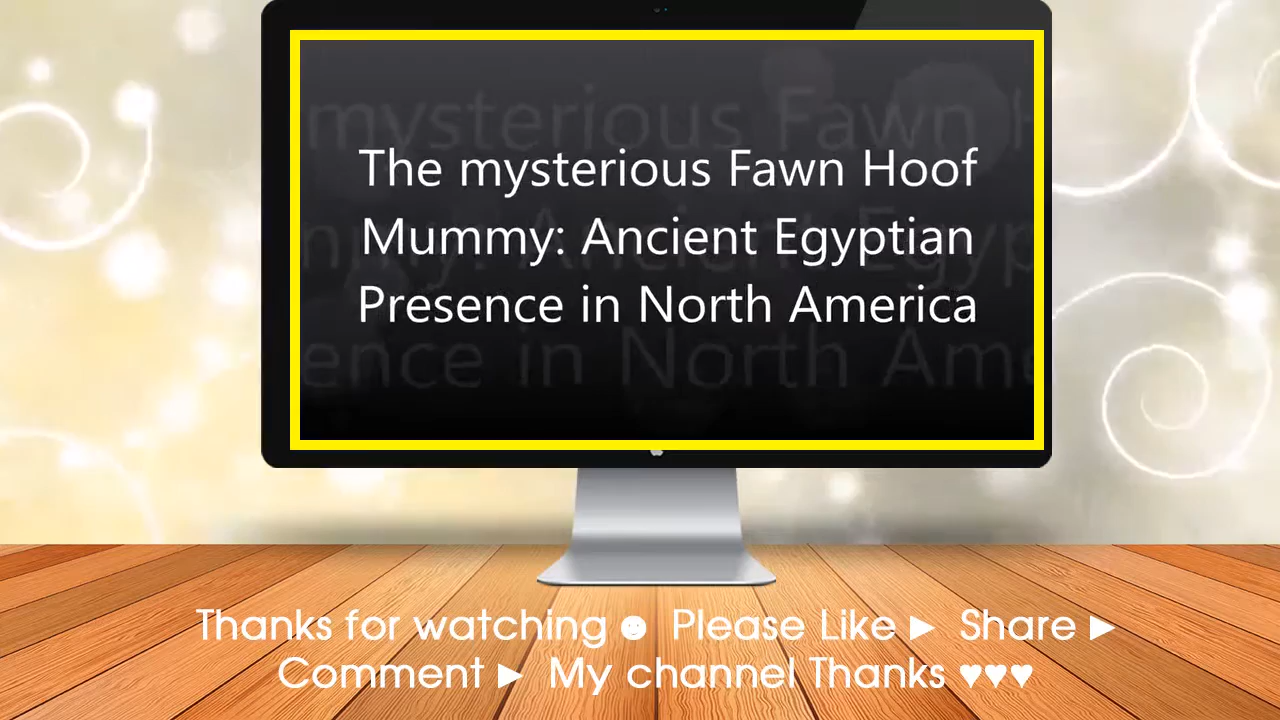 The mysterious Fawn Hoof
Mummy: Ancient Egyptian
Presence in North America
Thanks for watching ☻ Please Like ► Share ►
Comment ► My channel Thanks ♥♥♥